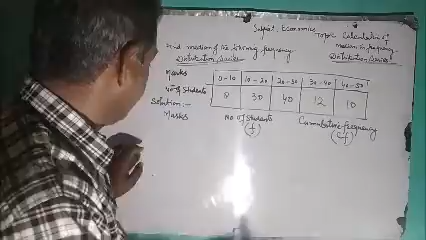 Subject, Economics
Topic Calculation of
median in frequency
Distribution Series
Find median of the following frequency
Distribution Series
Marks 0-10 10-20 20-30 30-40 40-50
No of Students 8 30 40 12 10
Solution:-
Marks No of Students Cumulative frequency
(f) (cf)